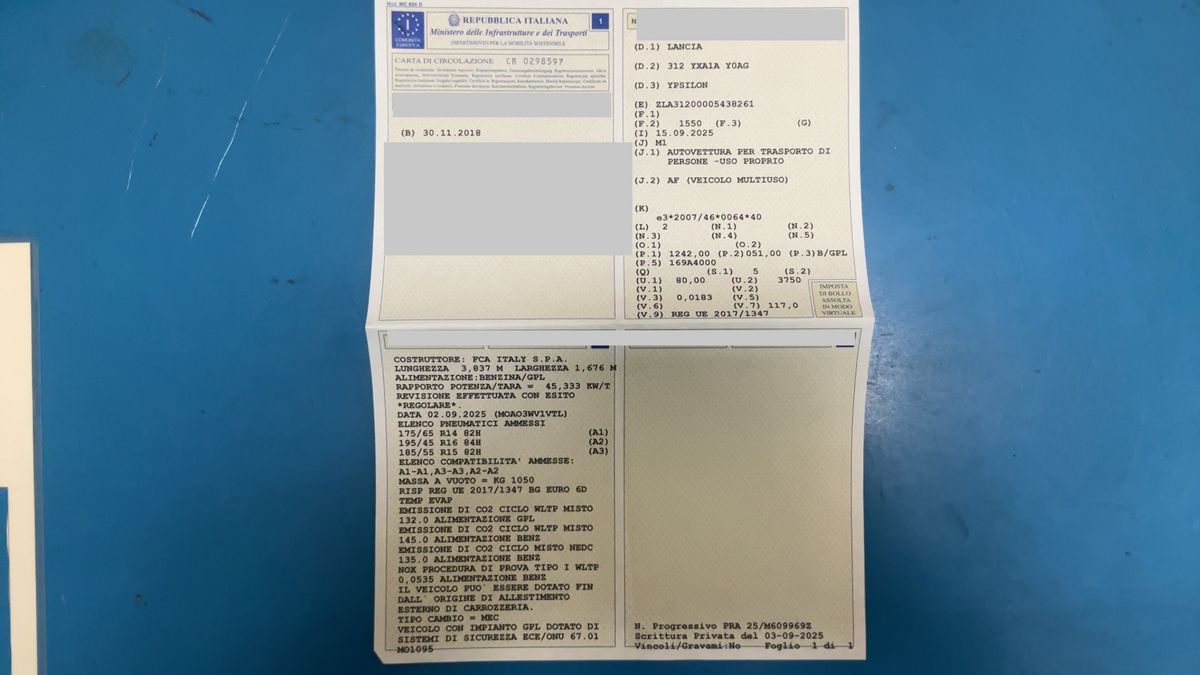 Mod. MC 820 D
COMUNITÀ
EUROPEA
REPUBBLICA ITALIANA
Ministero delle Infrastrutture e dei Trasporti
DIPARTIMENTO PER LA MOBILITÀ SOSTENIBILE
1
CARTA DI CIRCOLAZIONE CR 0298597
(B) 30.11.2018
N
(D.1) LANCIA
(D.2) 312 YXA1A Y0AG
(D.3) YPSILON
(E) ZLA31200005438261
(F.1)
(F.2) 1550 (F.3) (G)
(I) 15.09.2025
(J) M1
(J.1) AUTOVETTURA PER TRASPORTO DI
PERSONE -USO PROPRIO
(J.2) AF (VEICOLO MULTIUSO)
(K)
e3*2007/46*0064*40
(L) 2 (N.1) (N.2)
(N.3) (N.4) (N.5)
(O.1) (O.2)
(P.1) 1242,00 (P.2)051,00 (P.3)B/GPL
(P.5) 169A4000
(Q) (S.1) 5 (S.2)
(U.1) 80,00 (U.2) 3750
(V.1) (V.2)
(V.3) 0,0183 (V.5)
(V.6) (V.7) 117,0
(V.9) REG UE 2017/1347
IMPOSTA
DI BOLLO
ASSOLTA
IN MODO
VIRTUALE
COSTRUTTORE: FCA ITALY S.P.A.
LUNGHEZZA 3,837 M LARGHEZZA 1,676 M
ALIMENTAZIONE:BENZINA/GPL
RAPPORTO POTENZA/TARA = 45,333 KW/T
REVISIONE EFFETTUATA CON ESITO
*REGOLARE*.
DATA 02.09.2025 (MOAO3WV1VTL)
ELENCO PNEUMATICI AMMESSI
175/65 R14 82H (A1)
195/45 R16 84H (A2)
185/55 R15 82H (A3)
ELENCO COMPATIBILITA' AMMESSE:
A1-A1,A3-A3,A2-A2
MASSA A VUOTO = KG 1050
RISP REG UE 2017/1347 BG EURO 6D
TEMP EVAP
EMISSIONE DI CO2 CICLO WLTP MISTO
132.0 ALIMENTAZIONE GPL
EMISSIONE DI CO2 CICLO WLTP MISTO
145.0 ALIMENTAZIONE BENZ
EMISSIONE DI CO2 CICLO MISTO NEDC
135.0 ALIMENTAZIONE BENZ
NOX PROCEDURA DI PROVA TIPO I WLTP
0,0535 ALIMENTAZIONE BENZ
IL VEICOLO PUO` ESSERE DOTATO FIN
DALL` ORIGINE DI ALLESTIMENTO
ESTERNO DI CARROZZERIA.
TIPO CAMBIO = MEC
VEICOLO CON IMPIANTO GPL DOTATO DI
SISTEMI DI SICUREZZA ECE/ONU 67.01
MO1095
N. Progressivo PRA 25/M609969Z
Scrittura Privata del 03-09-2025
Vincoli/Gravami:No Foglio 1 di 1